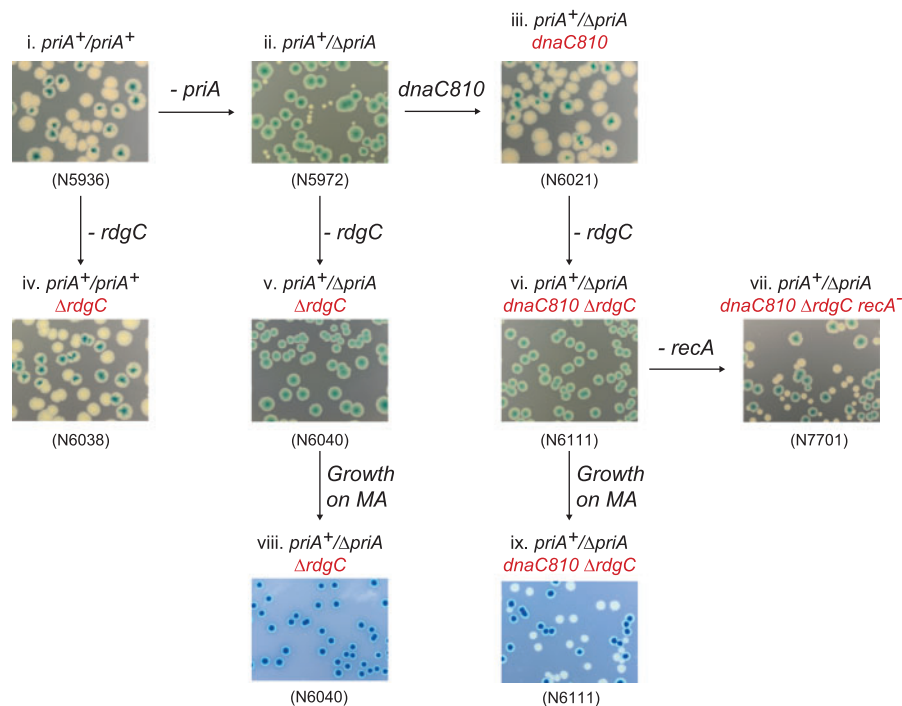 i. priA+/priA+
ii. priA+/ΔpriA
iii. priA+/ΔpriA
dnaC810
- priA
dnaC810
(N5936)
(N5972)
(N6021)
- rdgC
- rdgC
- rdgC
iv. priA+/priA+
ΔrdgC
v. priA+/ΔpriA
ΔrdgC
vi. priA+/ΔpriA
dnaC810 ΔrdgC
vii. priA+/ΔpriA
dnaC810 ΔrdgC recA-
- recA
(N6038)
(N6040)
(N6111)
(N7701)
Growth
on MA
Growth
on MA
viii. priA+/ΔpriA
ΔrdgC
ix. priA+/ΔpriA
dnaC810 ΔrdgC
(N6040)
(N6111)